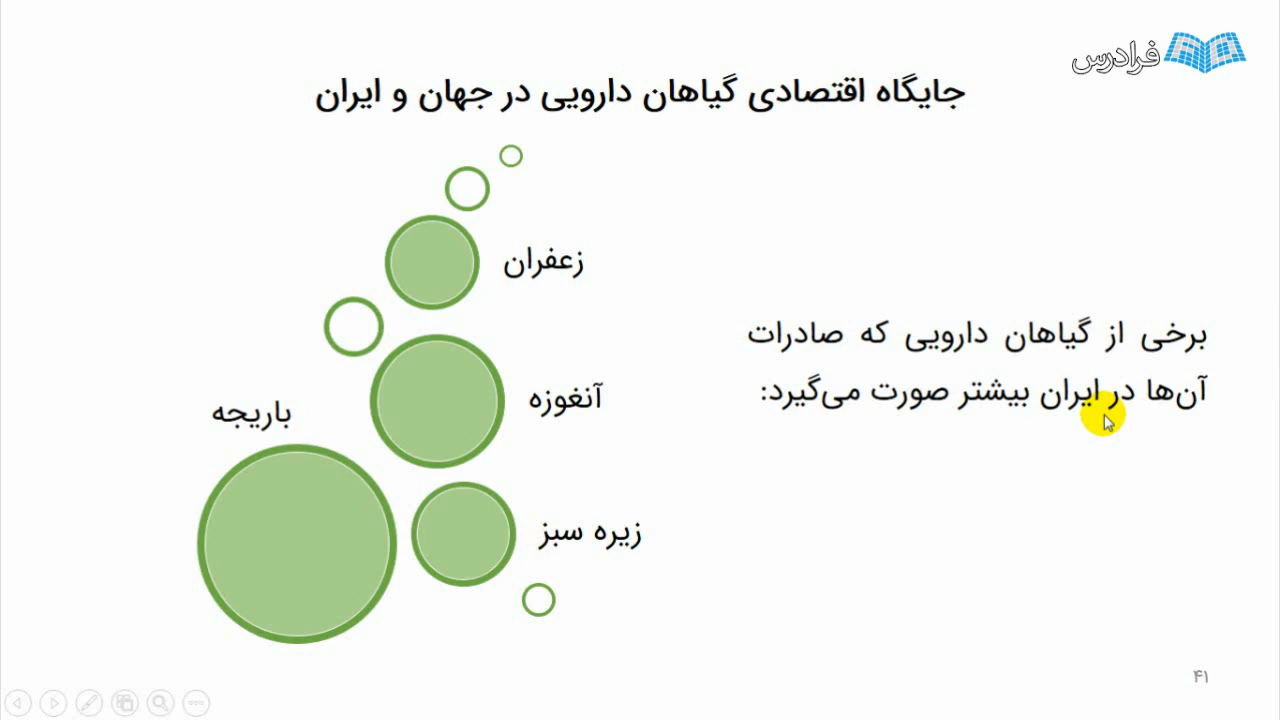 فرادرس
جایگاه اقتصادی گیاهان دارویی در جهان و ایران
برخی از گیاهان دارویی که صادرات
آن‌ها در ایران بیشتر صورت می‌گیرد:
زعفران
آنغوزه
باریجه
زیره سبز
۴۱